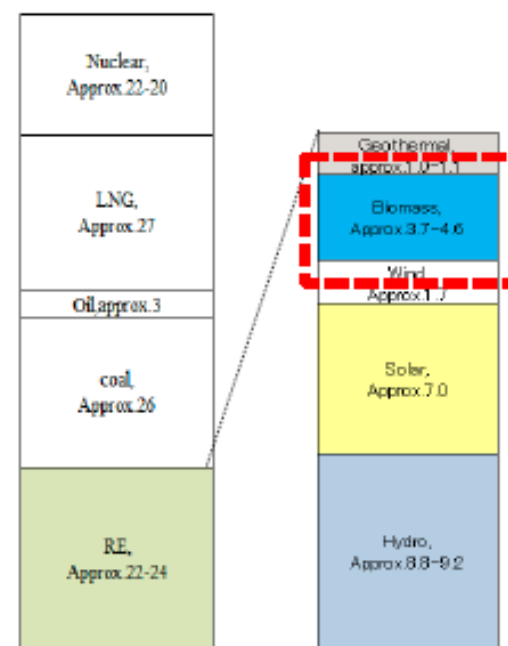 Nuclear,
Approx.22-20
LNG,
Approx.27
Oil,approx.3
coal,
Approx.26
RE,
Approx.22-24
Geothermal,
approx.1.0-1.1
Biomass,
Approx.3.7-4.6
Wind
Approx.1.7
Solar,
Approx.7.0
Hydro,
Approx.8.8-9.2